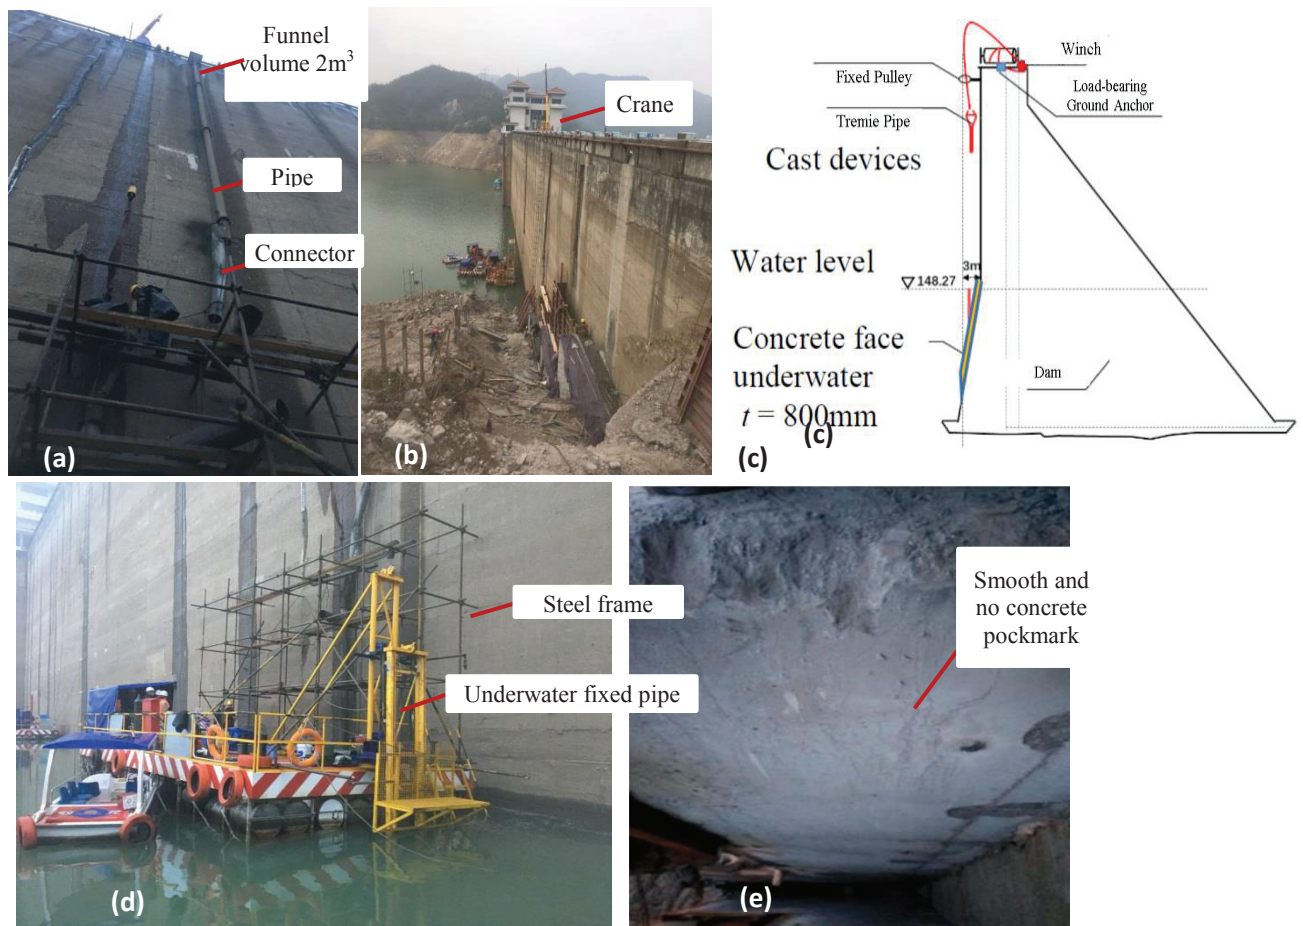 Funnel
volume 2m³
Pipe
Connector
(a)
Crane
(b)
Winch
Fixed Pulley
Load-bearing
Ground Anchor
Tremie Pipe
Cast devices
Water level
3m
148.27
Concrete face
underwater
t = 800mm
Dam
(c)
(c)
Steel frame
Underwater fixed pipe
(d)
Smooth and
no concrete
pockmark
(e)